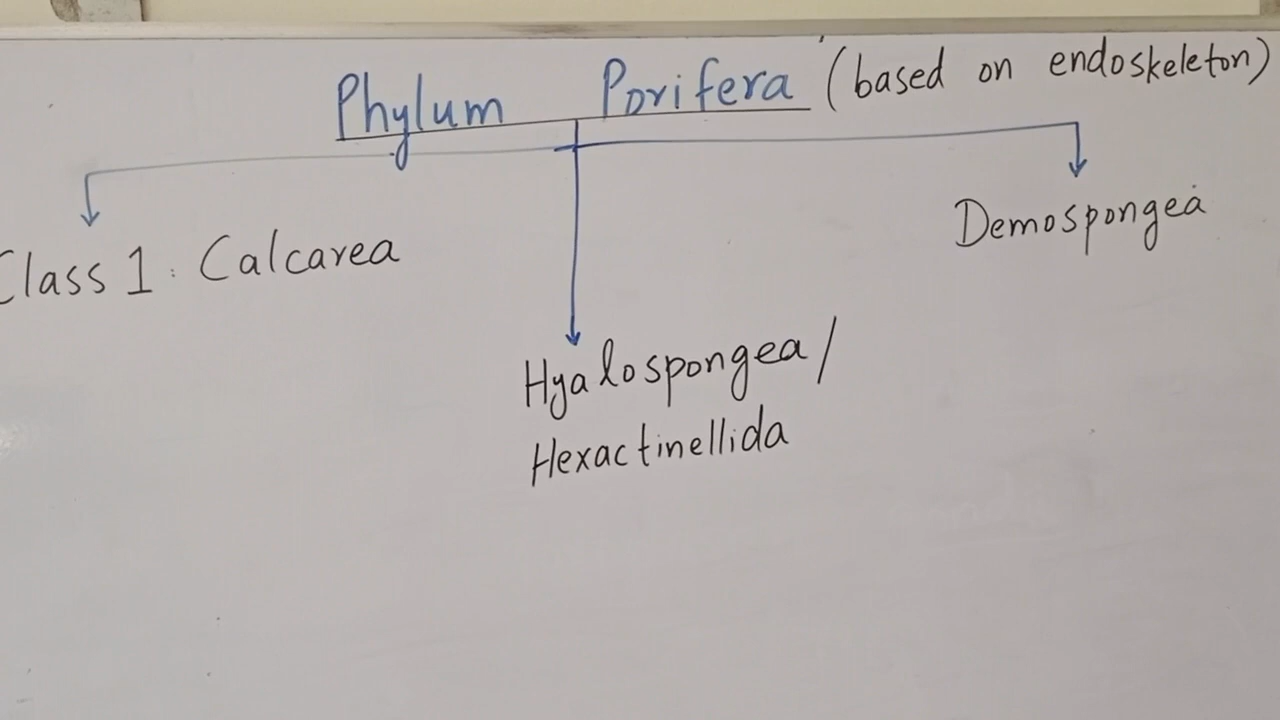 Phylum Porifera (based on endoskeleton)
Class 1: Calcarea
Demospongea
Hyalospongea/
Hexactinellida